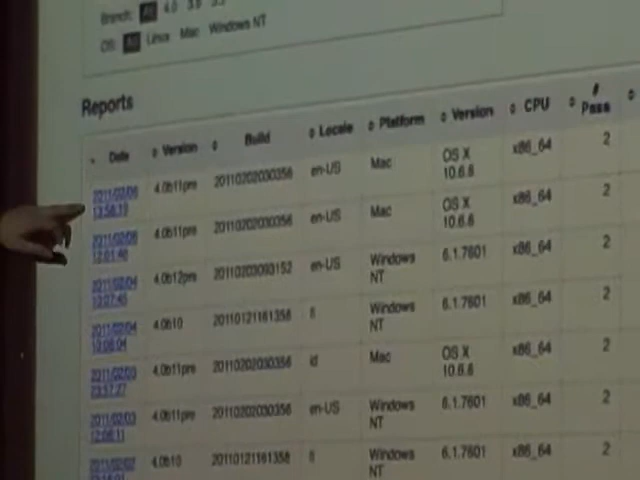 Branch: All 4.0
OS: All Linux Mac Windows NT
Reports
Date Version Build Locale Platform Version CPU # Pass
4.0b11pre 20110202030356 en-US Mac OS X 10.6.6 x86_64 2
4.0b11pre 20110202030356 en-US Mac OS X 10.6.6 x86_64 2
4.0b12pre 20110203093152 en-US Windows NT 6.1.7601 x86_64 2
4.0b10 20110121161358 Windows NT 6.1.7601 x86_64 2
4.0b11pre 20110202030356 id Mac OS X 10.6.6 x86_64 2
4.0b11pre 20110202030356 en-US Windows NT 6.1.7601 x86_64 2
4.0b10 20110121161358 Windows NT 6.1.7601 x86_64 2